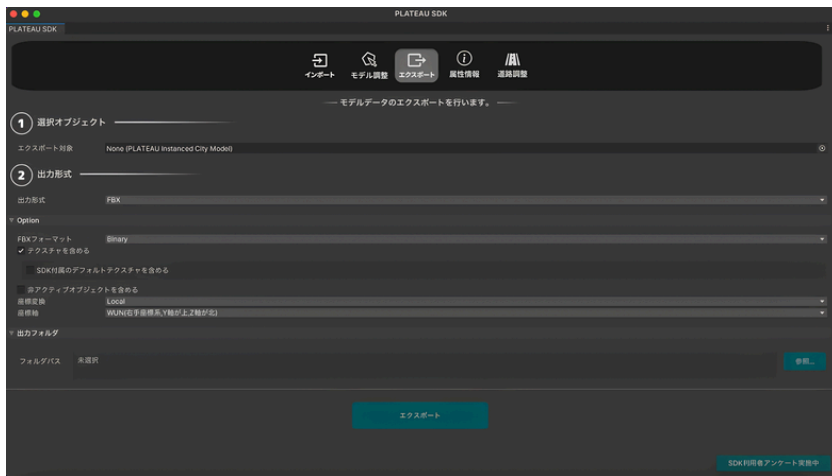 PLATEAU SDK
PLATEAU SDK
インポート
モデル調整
エクスポート
属性情報
道路調整
モデルデータのエクスポートを行います。
1 選択オブジェクト
エクスポート対象 None (PLATEAU Instanced City Model)
2 出力形式
出力形式 FBX
Option
FBXフォーマット Binary
テクスチャを含める
SDK付属のデフォルトテクスチャを含める
非アクティブオブジェクトを含める
座標変換 Local
座標軸 WUN(右手座標系,Y軸が上,Z軸が北)
出力フォルダ
フォルダパス 未選択 参照...
エクスポート
SDK利用者アンケート実施中